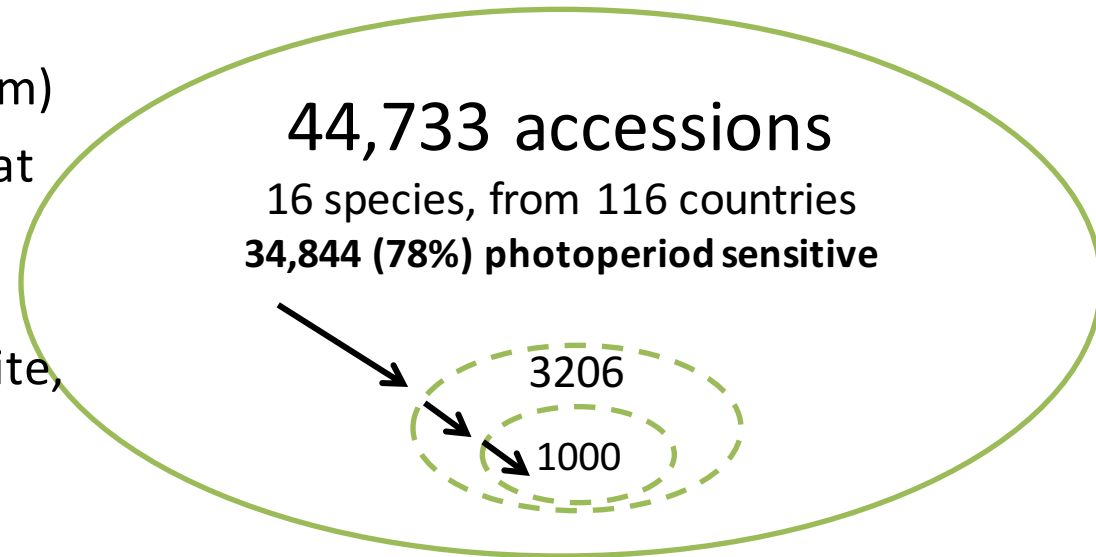 m)
44,733 accessions
at
16 species, from 116 countries
34,844 (78%) photoperiod sensitive
ite,
3206
1000